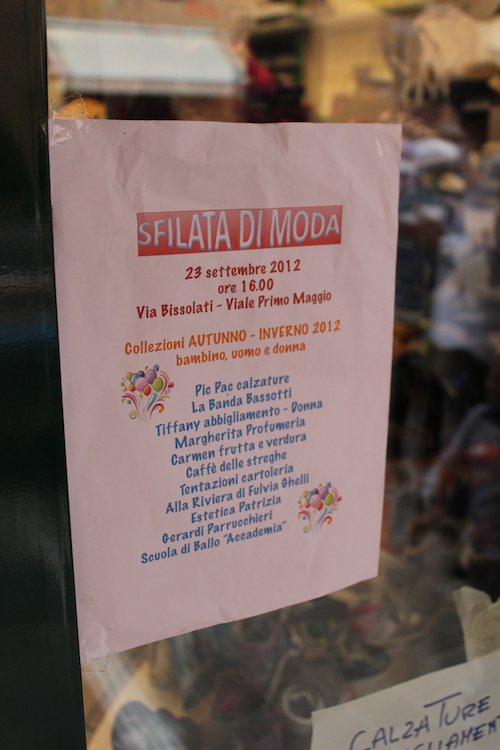 SFILATA DI MODA
23 settembre 2012
ore 16.00
Via Bissolati - Viale Primo Maggio
Collezioni AUTUNNO - INVERNO 2012
bambino, uomo e donna
Pic Pac calzature
La Banda Bassotti
Tiffany abbigliamento - Donna
Margherita Profumeria
Carmen frutta e verdura
Caffè delle streghe
Tentazioni cartoleria
Alla Riviera di Fulvia Ghelli
Estetica Patrizia
Gerardi Parrucchieri
Scuola di Ballo "Accademia"
CALZATURE